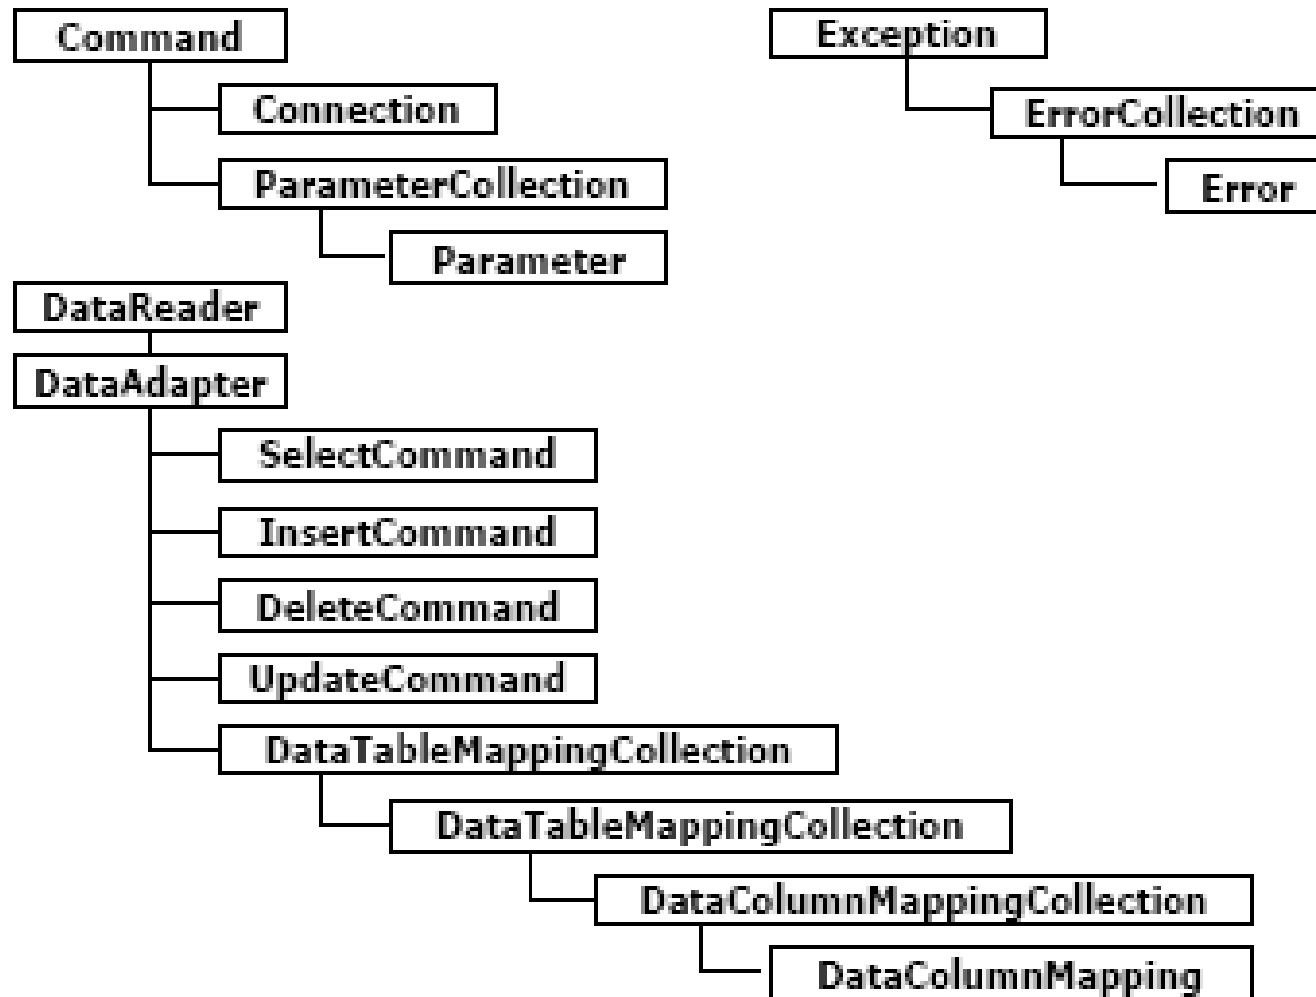 Command
Exception
Connection
ErrorCollection
ParameterCollection
Error
Parameter
DataReader
DataAdapter
SelectCommand
InsertCommand
DeleteCommand
UpdateCommand
DataTableMappingCollection
DataTableMappingCollection
DataColumnMappingCollection
DataColumnMapping